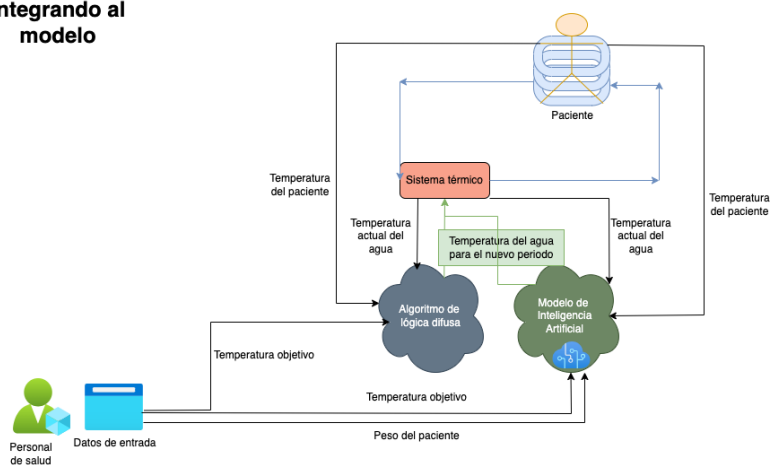 ntegrando al
modelo
Paciente
Temperatura
del paciente
Sistema térmico
Temperatura
del paciente
Temperatura
actual del
agua
Temperatura del agua
para el nuevo periodo
Temperatura
actual del
agua
Algoritmo de
lógica difusa
Modelo de
Inteligencia
Artificial
Temperatura objetivo
Temperatura objetivo
Peso del paciente
Personal
de salud
Datos de entrada